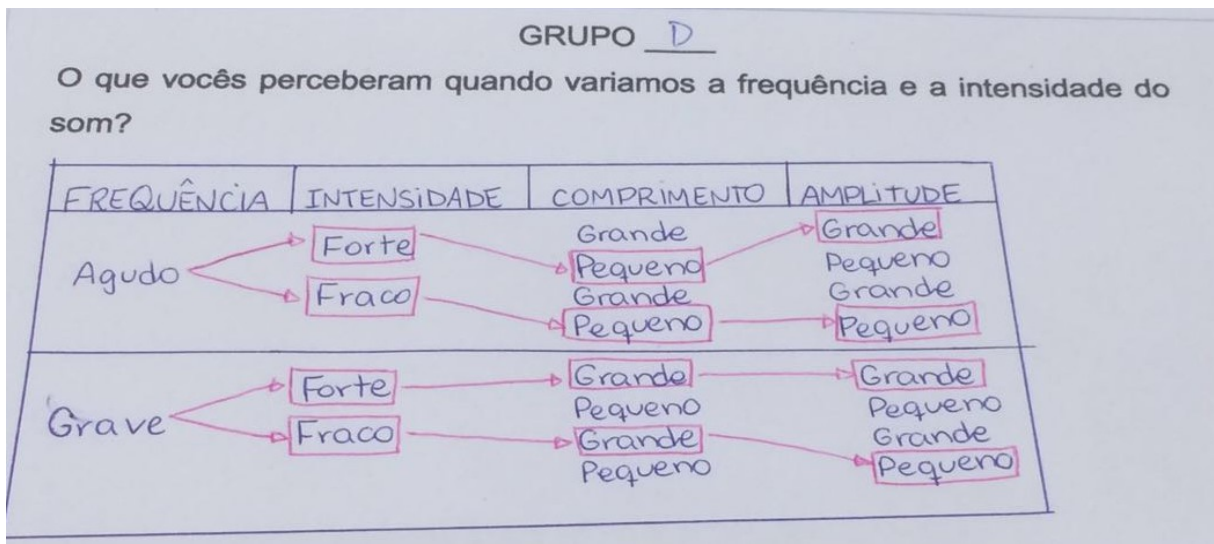 GRUPO D
O que vocês perceberam quando variamos a frequência e a intensidade do
som?
FREQUÊNCIA INTENSIDADE COMPRIMENTO AMPLITUDE
Agudo
Forte
Fraco
Grande
Pequeno
Grande
Pequeno
Grande
Pequeno
Grande
Pequeno
Grave
Forte
Fraco
Grande
Pequeno
Grande
Pequeno
Grande
Pequeno
Grande
Pequeno